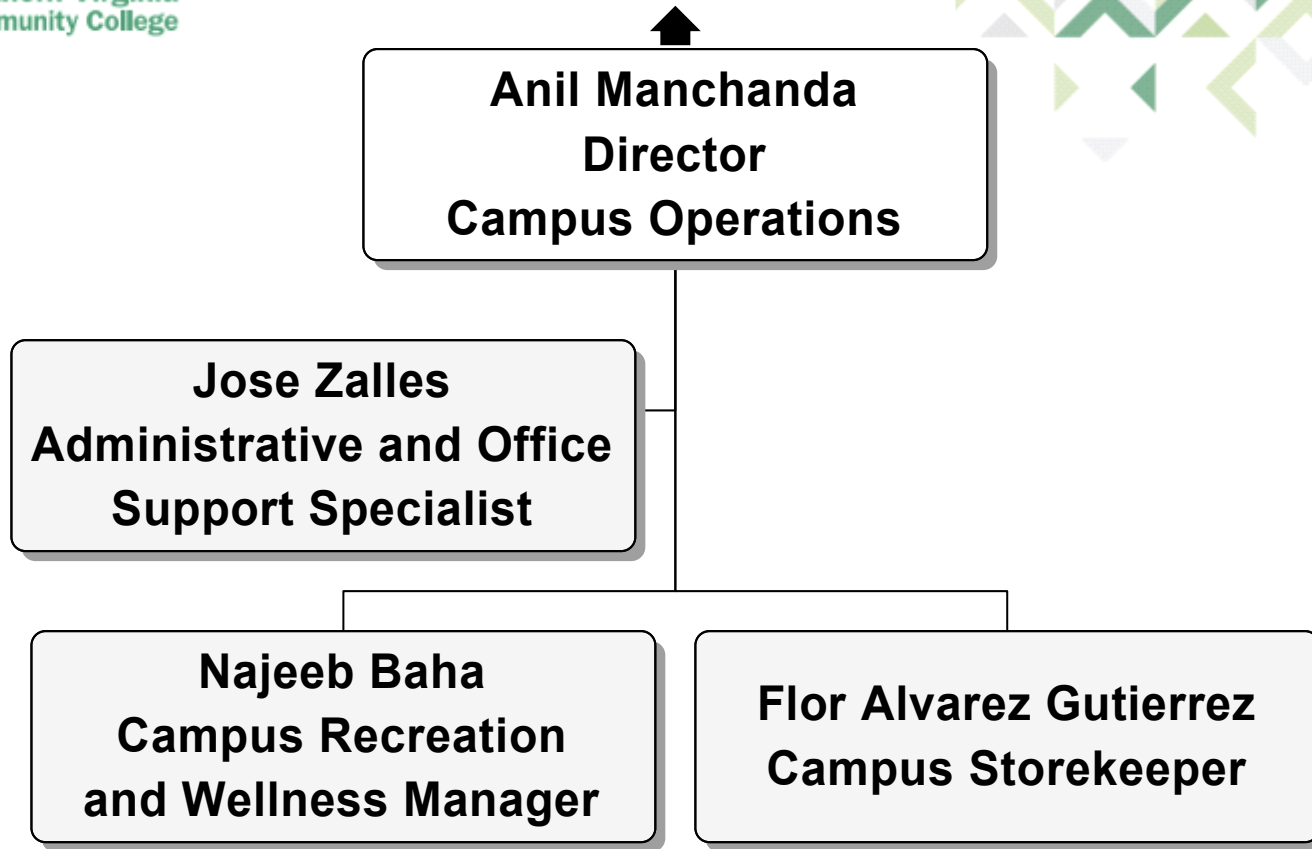 munity College
Anil Manchanda
Director
Campus Operations
Jose Zalles
Administrative and Office
Support Specialist
Najeeb Baha
Campus Recreation
and Wellness Manager
Flor Alvarez Gutierrez
Campus Storekeeper